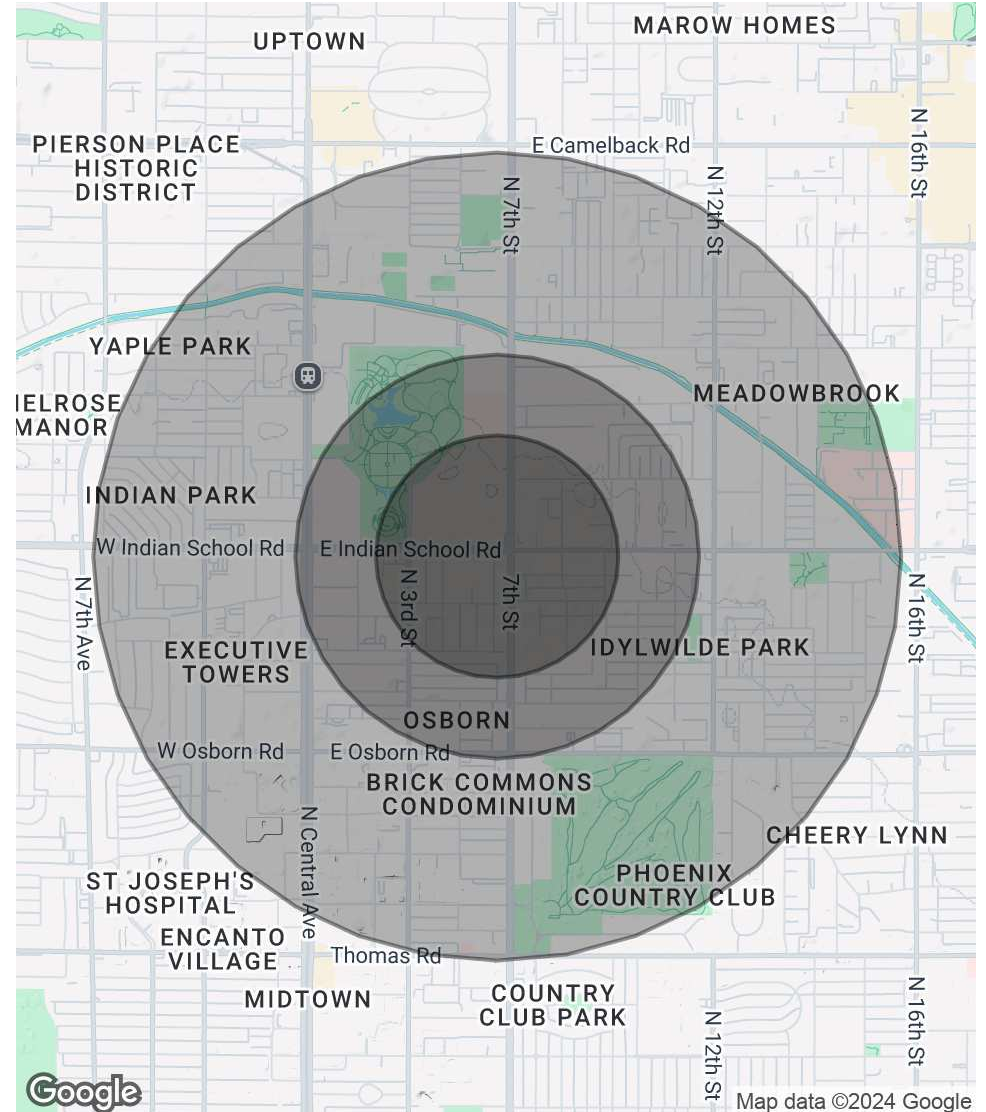 MAROW HOMES
UPTOWN
PIERSON PLACE
HISTORIC
DISTRICT
E Camelback Rd
N 16th St
N 7th St
N 12th St
YAPLE PARK
MEADOWBROOK
MANOR
INDIAN PARK
W Indian School Rd
E Indian School Rd
N 7th Ave
N 3rd St
7th St
N 16th St
EXECUTIVE
TOWERS
IDYLWILDE PARK
OSBORN
W Osborn Rd
E Osborn Rd
BRICK COMMONS
CONDOMINIUM
N Central Ave
CHEERY LYNN
PHOENIX
COUNTRY CLUB
ST JOSEPH'S
HOSPITAL
ENCANTO
VILLAGE
Thomas Rd
MIDTOWN
COUNTRY
CLUB PARK
N 12th St
N 16th St
Google
Map data ©2024 Google